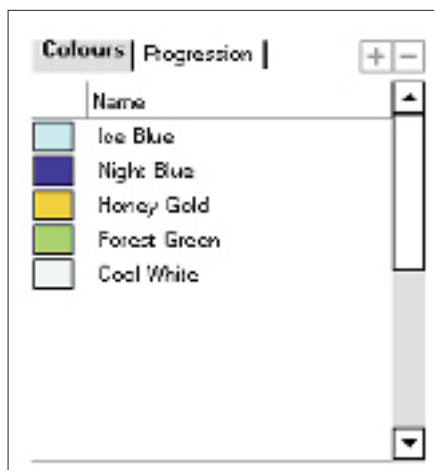 Colours Progression + −
Name
Ice Blue
Night Blue
Honey Gold
Forest Green
Cool White